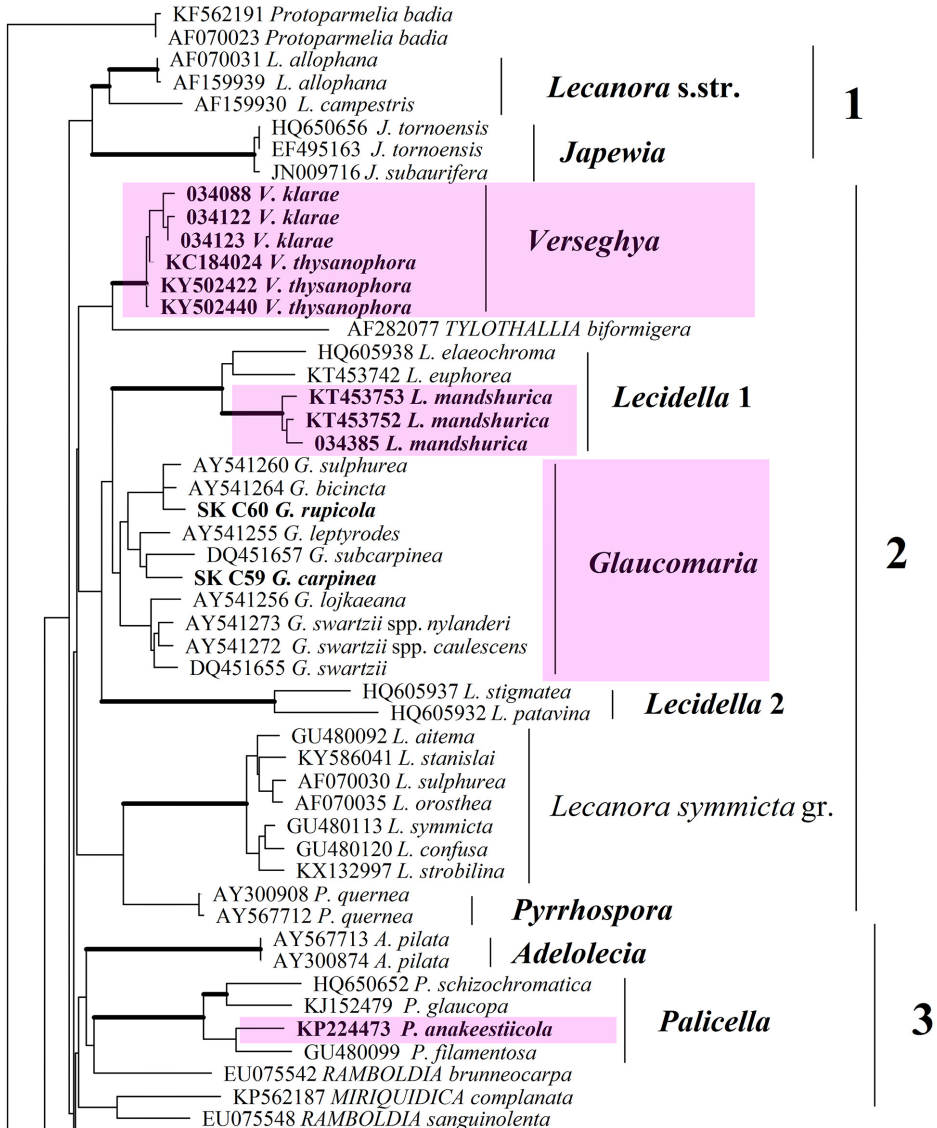 KF562191 Protoparmelia badia
AF070023 Protoparmelia badia
AF070031 L. allophana
AF159939 L. allophana
AF159930 L. campestris
Lecanora s.str.
1
HQ650656 J. tornoensis
EF495163 J. tornoensis
JN009716 J. subaurifera
Japewia
034088 V. klarae
034122 V. klarae
034123 V. klarae
KC184024 V. thysanophora
KY502422 V. thysanophora
KY502440 V. thysanophora
Verseghya
AF282077 TYLOTHALLIA biformigera
HQ605938 L. elaeochroma
KT453742 L. euphorea
KT453753 L. mandshurica
KT453752 L. mandshurica
034385 L. mandshurica
Lecidella 1
AY541260 G. sulphurea
AY541264 G. bicincta
SK C60 G. rupicola
AY541255 G. leptyrodes
DQ451657 G. subcarpinea
SK C59 G. carpinea
AY541256 G. lojkaeana
AY541273 G. swartzii spp. nylanderi
AY541272 G. swartzii spp. caulescens
DQ451655 G. swartzii
Glaucomaria
2
HQ605937 L. stigmatea
HQ605932 L. patavina
Lecidella 2
GU480092 L. aitema
KY586041 L. stanislai
AF070030 L. sulphurea
AF070035 L. orosthea
GU480113 L. symmicta
GU480120 L. confusa
KX132997 L. strobilina
Lecanora symmicta gr.
AY300908 P. quernea
AY567712 P. quernea
Pyrrhospora
AY567713 A. pilata
AY300874 A. pilata
Adelolecia
HQ650652 P. schizochromatica
KJ152479 P. glaucopa
KP224473 P. anakeestiicola
GU480099 P. filamentosa
Palicella
3
EU075542 RAMBOLDIA brunneocarpa
KP562187 MIRIQUIDICA complanata
EU075548 RAMBOLDIA sanguinolenta